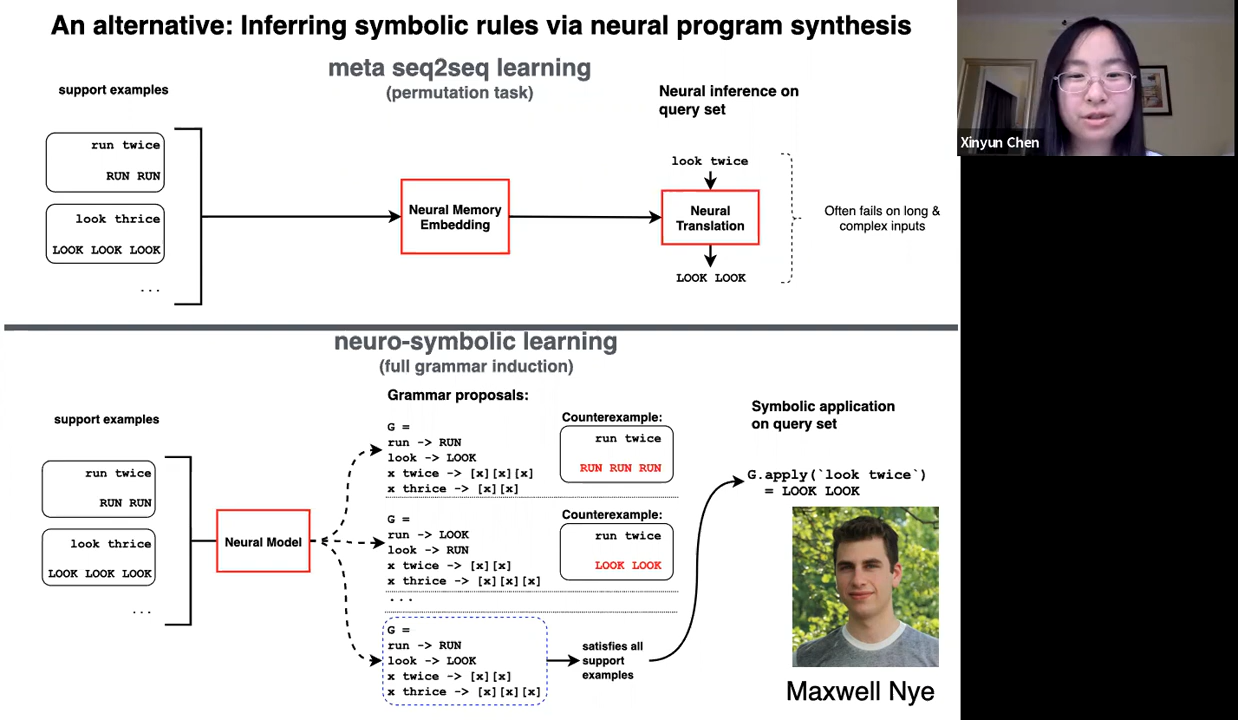 An alternative: Inferring symbolic rules via neural program synthesis
meta seq2seq learning
(permutation task)
support examples
run twice
RUN RUN
look thrice
LOOK LOOK LOOK
...
Neural Memory
Embedding
Neural inference on
query set
look twice
Neural
Translation
LOOK LOOK
Often fails on long &
complex inputs
Xinyun Chen
neuro-symbolic learning
(full grammar induction)
support examples
run twice
RUN RUN
look thrice
LOOK LOOK LOOK
...
Neural Model
Grammar proposals:
G =
run -> RUN
look -> LOOK
x twice -> [x][x][x]
x thrice -> [x][x]
Counterexample:
run twice
RUN RUN RUN
G =
run -> LOOK
look -> RUN
x twice -> [x][x]
x thrice -> [x][x][x]
Counterexample:
run twice
LOOK LOOK
...
G =
run -> RUN
look -> LOOK
x twice -> [x][x]
x thrice -> [x][x][x]
satisfies all
support
examples
Symbolic application
on query set
G.apply(`look twice`)
= LOOK LOOK
Maxwell Nye